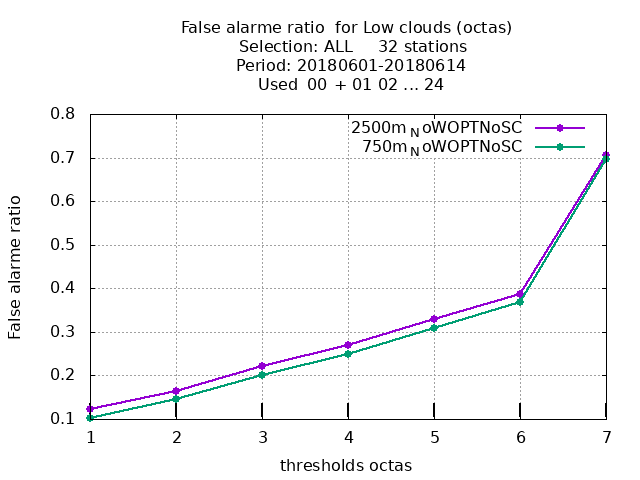 False alarme ratio  for Low clouds (octas)
Selection: ALL     32 stations
Period: 20180601-20180614
Used  00 + 01 02 ... 24
0.8
0.7
0.6
0.5
0.4
0.3
0.2
0.1
False alarme ratio
2500m_NoWOPTNoSC
750m_NoWOPTNoSC
1 2 3 4 5 6 7
thresholds octas